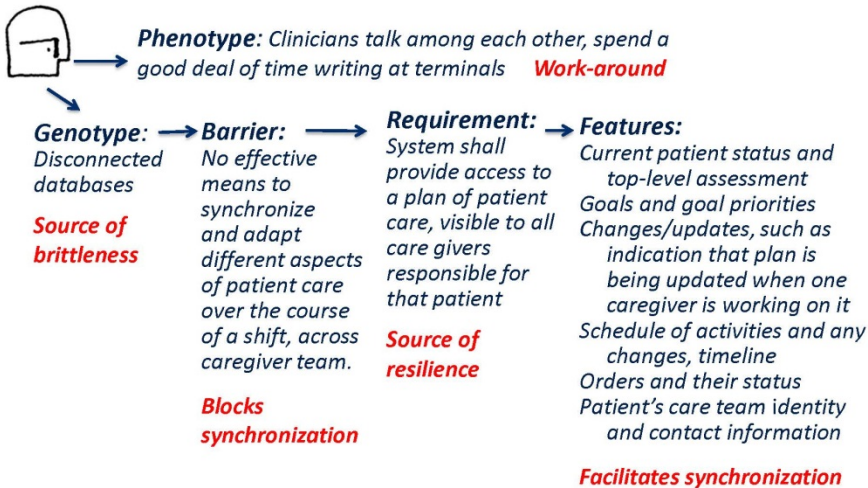 Phenotype: Clinicians talk among each other, spend a
good deal of time writing at terminals Work-around
Genotype:
Disconnected
databases
Source of
brittleness
Barrier:
No effective
means to
synchronize
and adapt
different aspects
of patient care
over the course
of a shift, across
caregiver team.
Blocks
synchronization
Requirement:
System shall
provide access to
a plan of patient
care, visible to all
care givers
responsible for
that patient
Source of
resilience
Features:
Current patient status and
top-level assessment
Goals and goal priorities
Changes/updates, such as
indication that plan is
being updated when one
caregiver is working on it
Schedule of activities and any
changes, timeline
Orders and their status
Patient's care team identity
and contact information
Facilitates synchronization